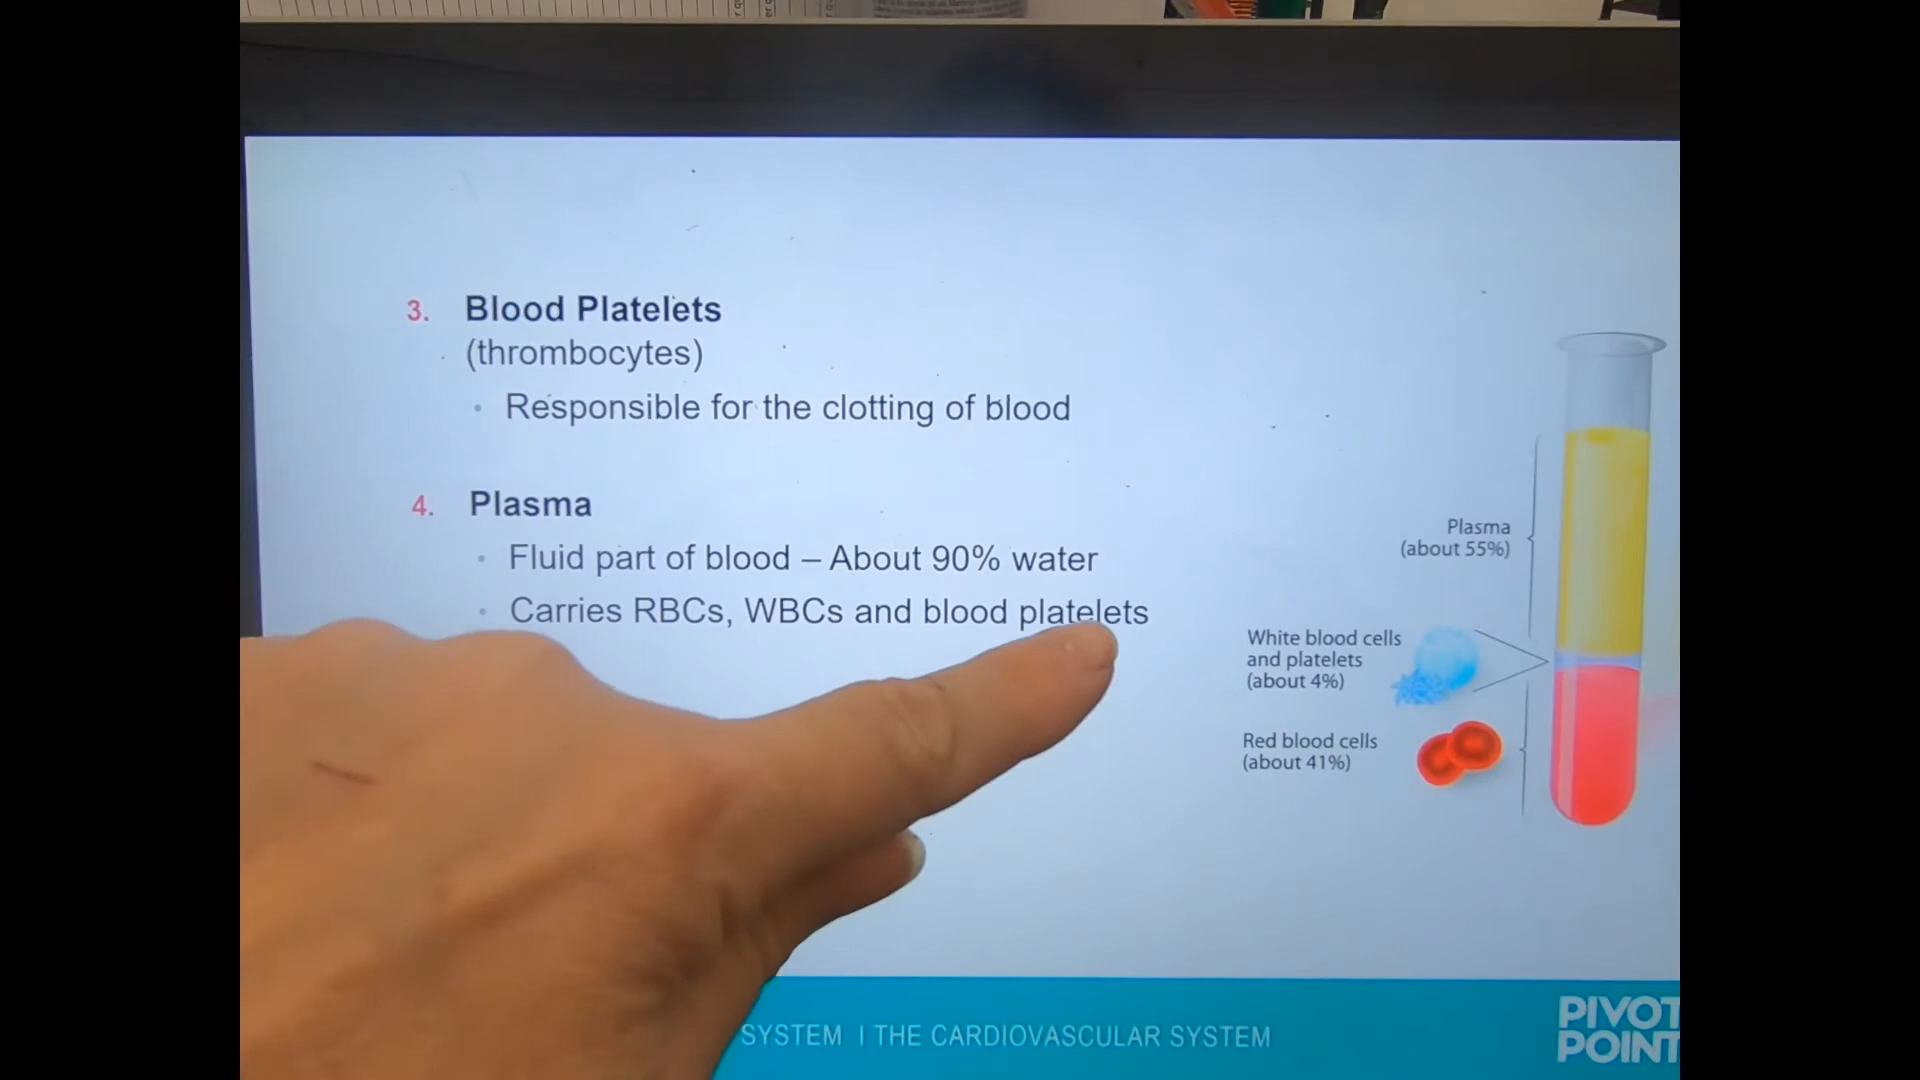 3. Blood Platelets
(thrombocytes)
• Responsible for the clotting of blood
4. Plasma
• Fluid part of blood – About 90% water
• Carries RBCs, WBCs and blood platelets
Plasma
(about 55%)
White blood cells
and platelets
(about 4%)
Red blood cells
(about 41%)
SYSTEM | THE CARDIOVASCULAR SYSTEM
PIVOT
POINT